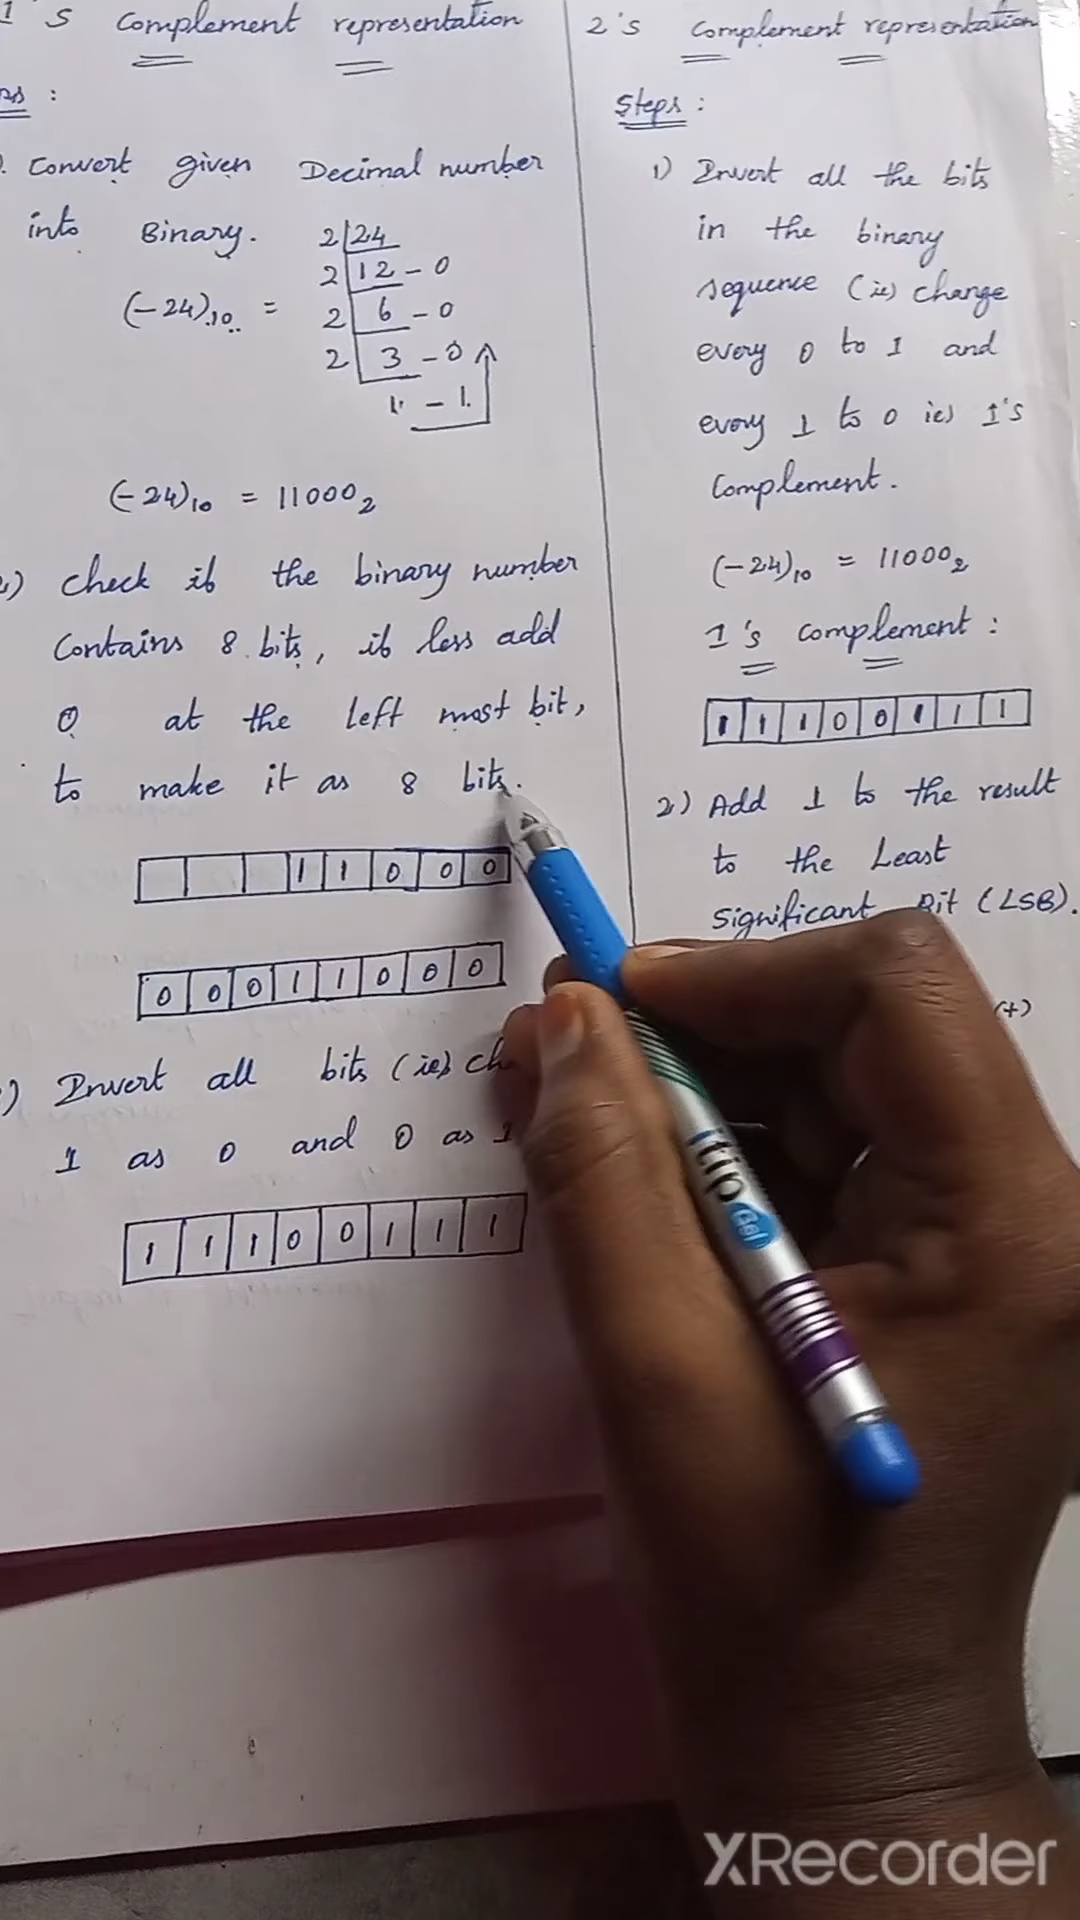 1's Complement representation
:
Convert given Decimal number
into Binary.
2 24
2 12 - 0
(-24)10 = 2 6 - 0
2 3 - 0
1 - 1
(-24)10 = 110002
) Check if the binary number
Contains 8 bits, if less add
0 at the left most bit,
to make it as 8 bits.
1 1 0 0 0
0 0 0 1 1 0 0 0
) Invert all bits (ie)
1 as 0 and 0 as 1
1 1 1 0 0 1 1 1
2's Complement representation
Steps :
1) Invert all the bits
in the binary
sequence (ie) change
every 0 to 1 and
every 1 to 0 ie) 1's
Complement.
(-24)10 = 110002
1's complement :
1 1 1 0 0 1 1 1
2) Add 1 to the result
to the Least
Significant Bit (LSB).
(+)
itip
Gel
XRecorder